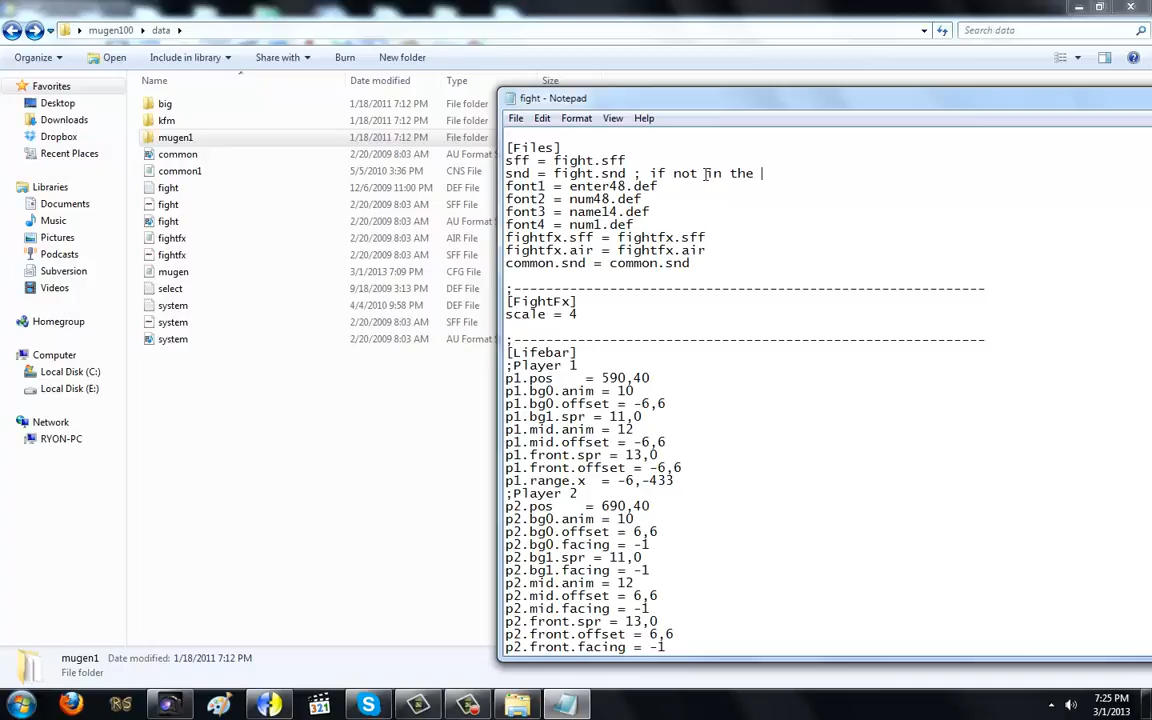 mugen100 ▸ data ▸
Search data
Organize
Open
Include in library
Share with
Burn
New folder
Favorites
Desktop
Downloads
Dropbox
Recent Places
Libraries
Documents
Music
Pictures
Podcasts
Subversion
Videos
Homegroup
Computer
Local Disk (C:)
Local Disk (E:)
Network
RYON-PC
Name Date modified Type Size
big 1/18/2011 7:12 PM File folder
kfm 1/18/2011 7:12 PM File folder
mugen1 1/18/2011 7:12 PM File folder
common 2/20/2009 8:03 AM AU Format S
common1 5/5/2010 3:36 PM CNS File
fight 12/6/2009 11:00 PM DEF File
fight 2/20/2009 8:03 AM SFF File
fight 2/20/2009 8:03 AM AU Format S
fightfx 2/20/2009 8:03 AM AIR File
fightfx 2/20/2009 8:03 AM SFF File
mugen 3/1/2013 7:09 PM CFG File
select 9/18/2009 3:13 PM DEF File
system 4/4/2010 9:58 PM DEF File
system 2/20/2009 8:03 AM SFF File
system 2/20/2009 8:03 AM AU Format S
fight - Notepad
File Edit Format View Help
[Files]
sff = fight.sff
snd = fight.snd ; if not in the
font1 = enter48.def
font2 = num48.def
font3 = name14.def
font4 = num1.def
fightfx.sff = fightfx.sff
fightfx.air = fightfx.air
common.snd = common.snd
;-----------------------------------------------------------
[FightFx]
scale = 4
;-----------------------------------------------------------
[Lifebar]
;Player 1
p1.pos    = 590,40
p1.bg0.anim = 10
p1.bg0.offset = -6,6
p1.bg1.spr = 11,0
p1.mid.anim = 12
p1.mid.offset = -6,6
p1.front.spr = 13,0
p1.front.offset = -6,6
p1.range.x  = -6,-433
;Player 2
p2.pos    = 690,40
p2.bg0.anim = 10
p2.bg0.offset = 6,6
p2.bg0.facing = -1
p2.bg1.spr = 11,0
p2.bg1.facing = -1
p2.mid.anim = 12
p2.mid.offset = 6,6
p2.mid.facing = -1
p2.front.spr = 13,0
p2.front.offset = 6,6
p2.front.facing = -1
mugen1 Date modified: 1/18/2011 7:12 PM
File folder
RS
321
7:25 PM
3/1/2013